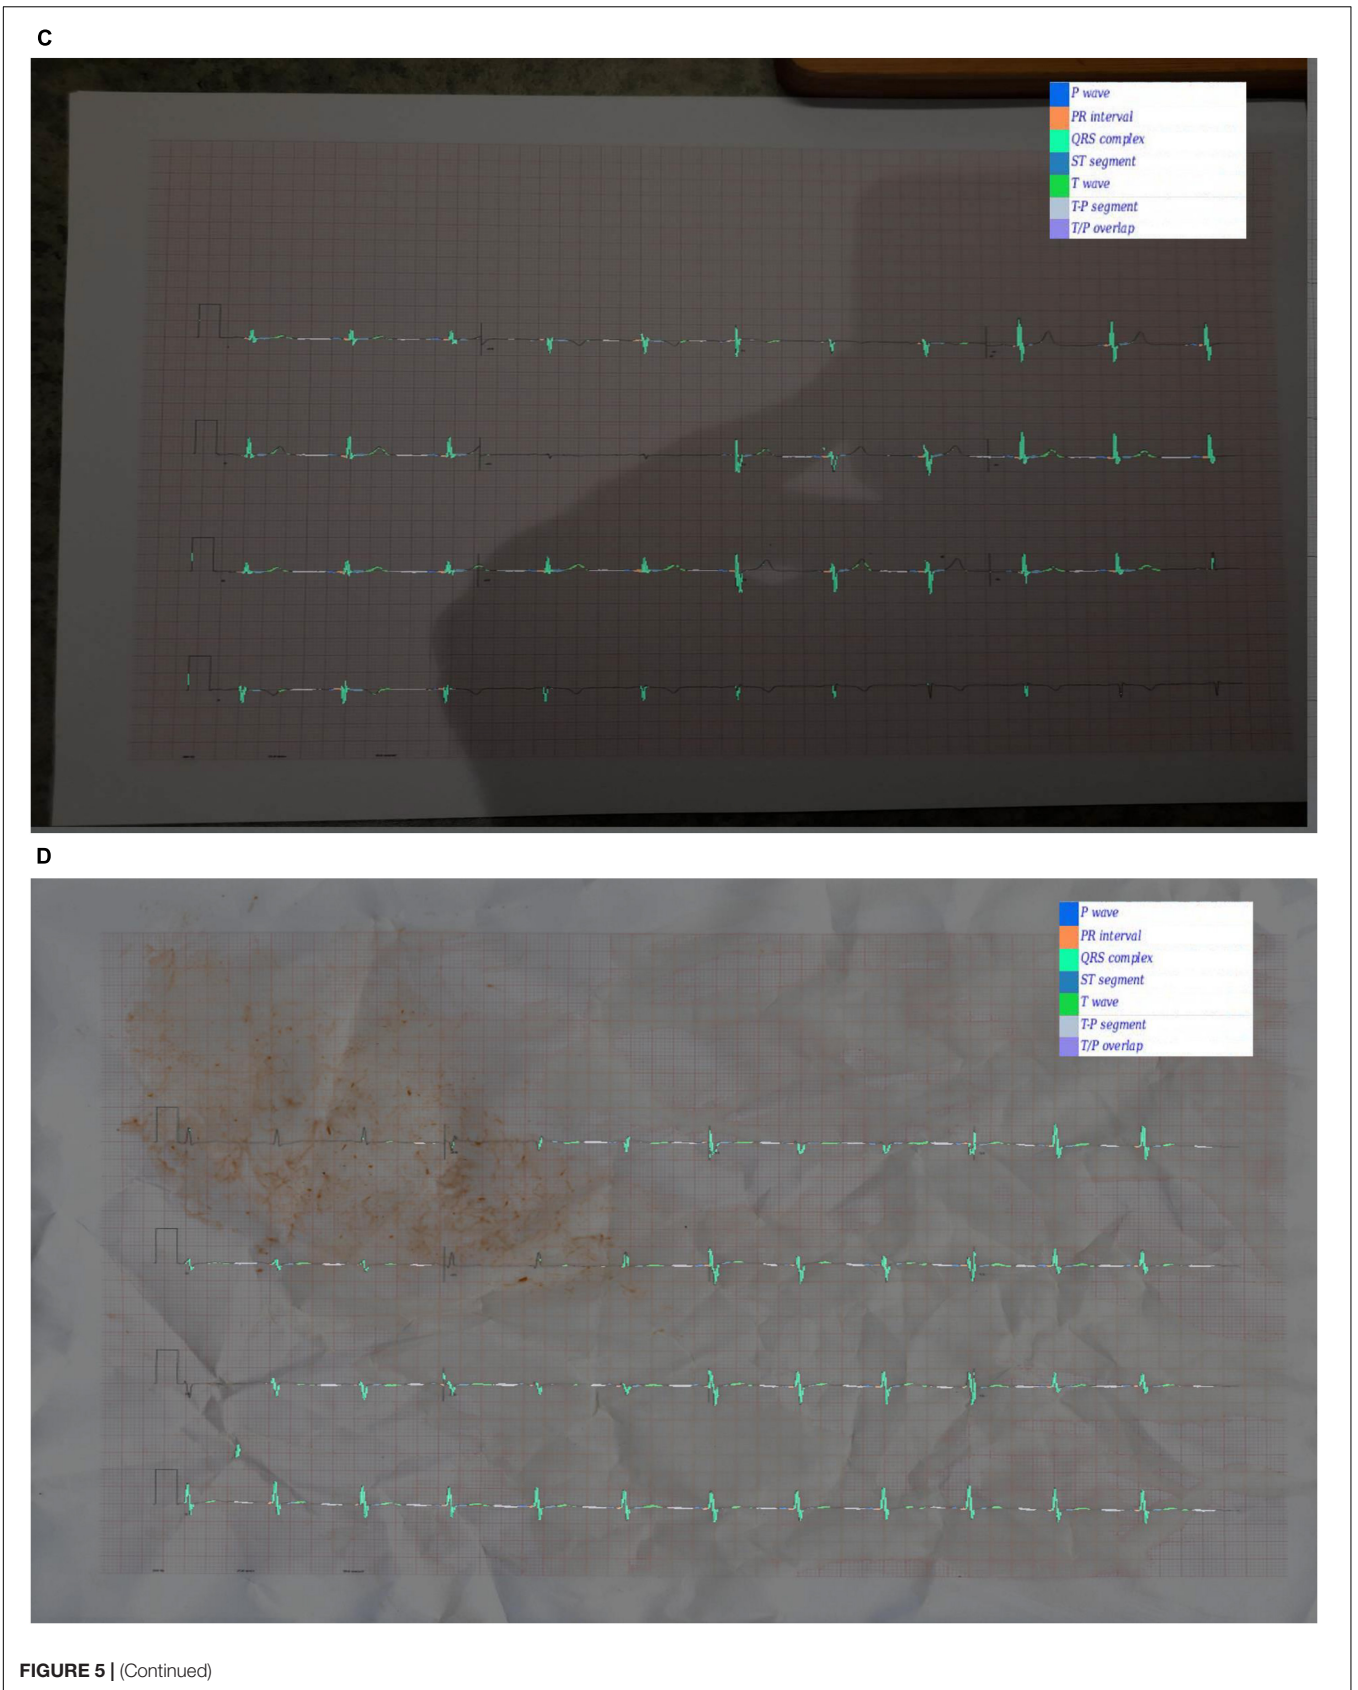 C
P wave
PR interval
QRS complex
ST segment
T wave
T-P segment
T/P overlap
D
P wave
PR interval
QRS complex
ST segment
T wave
T-P segment
T/P overlap
FIGURE 5 | (Continued)